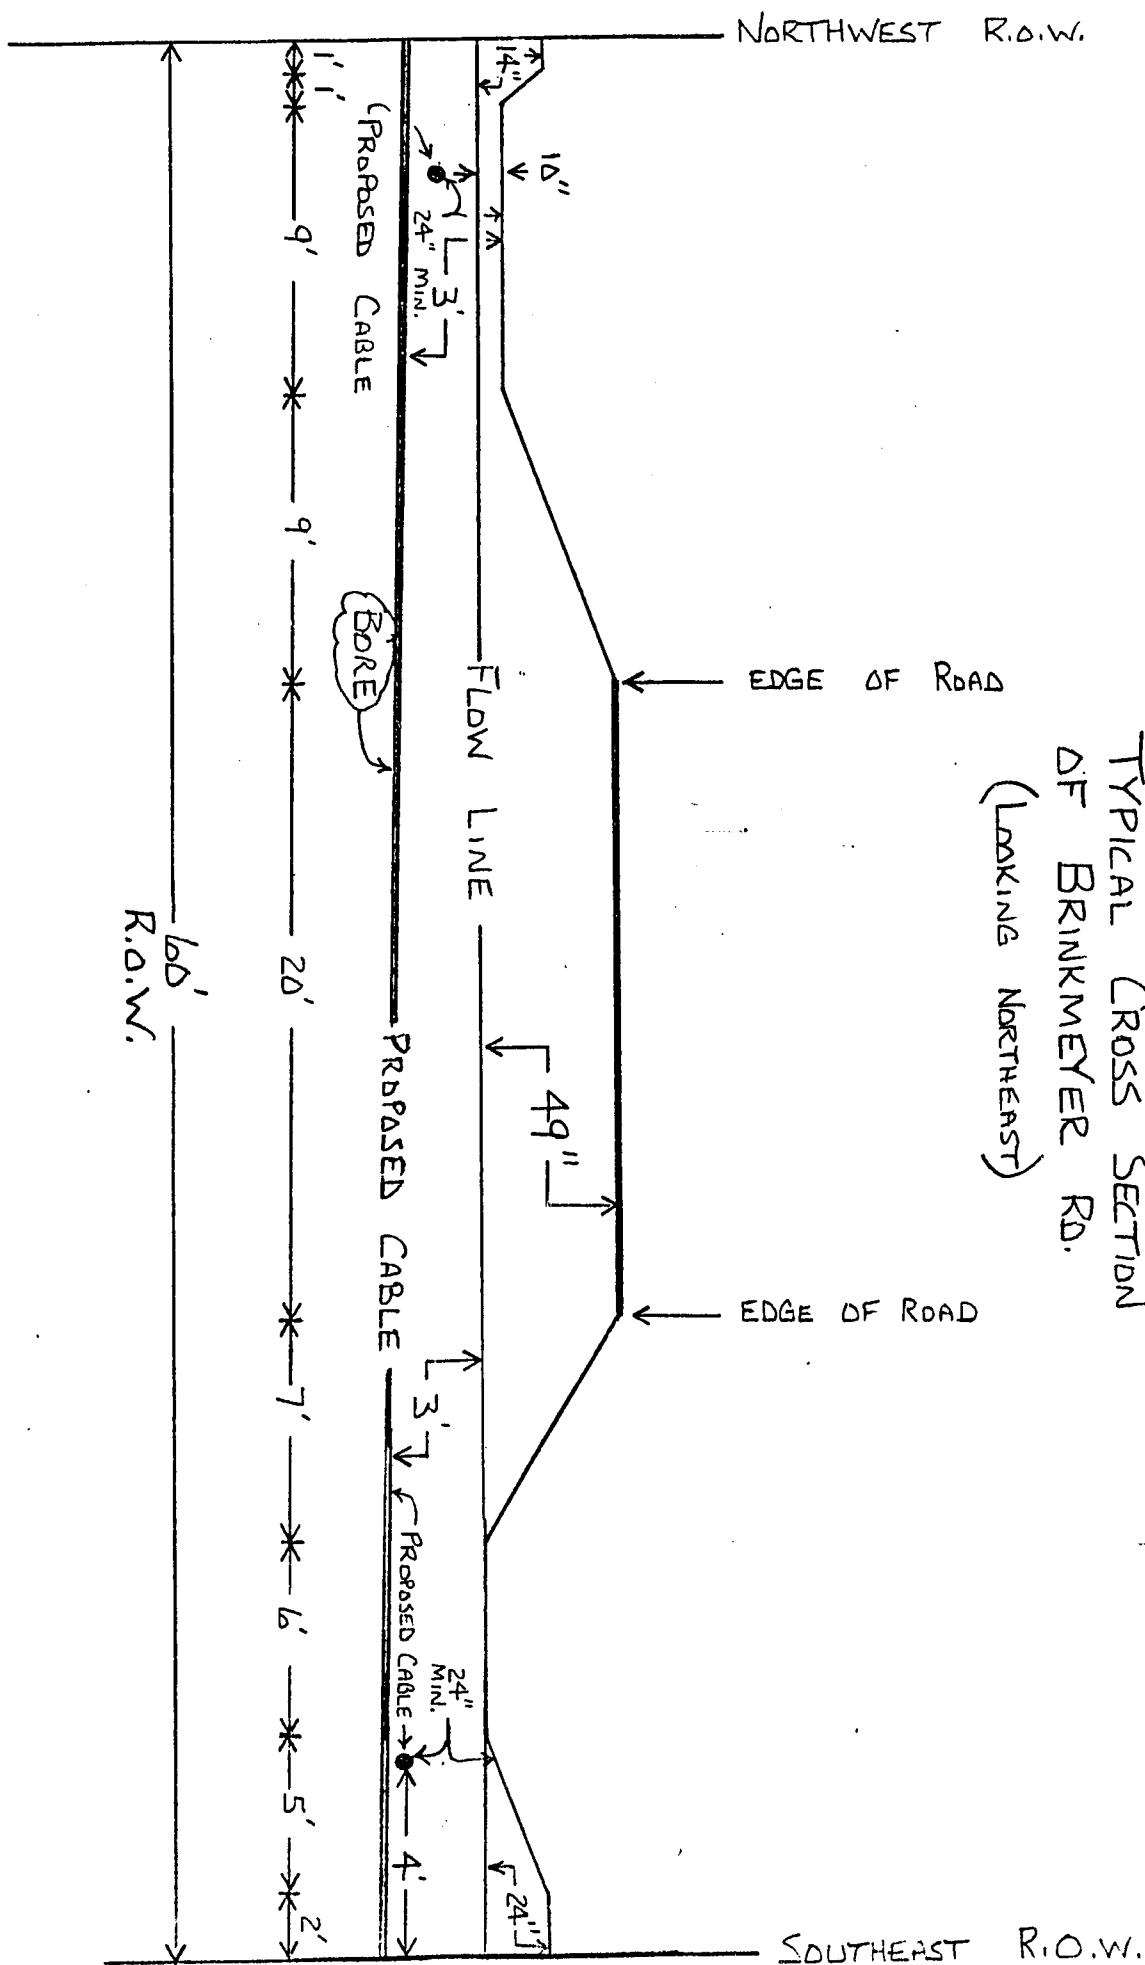 TYPICAL CROSS SECTION
OF BRINKMEYER RD.
(LOOKING NORTHEAST)
NORTHWEST R.O.W.
EDGE OF ROAD
EDGE OF ROAD
SOUTHEAST R.O.W.
14"
10"
49"
24"
FLOW LINE
3'
24" MIN.
3'
24"
MIN.
PROPOSED CABLE
PROPOSED CABLE
PROPOSED CABLE
4'
BORE
1' 1' 9' 9' 20' 7' 6' 5' 2'
60'
R.O.W.